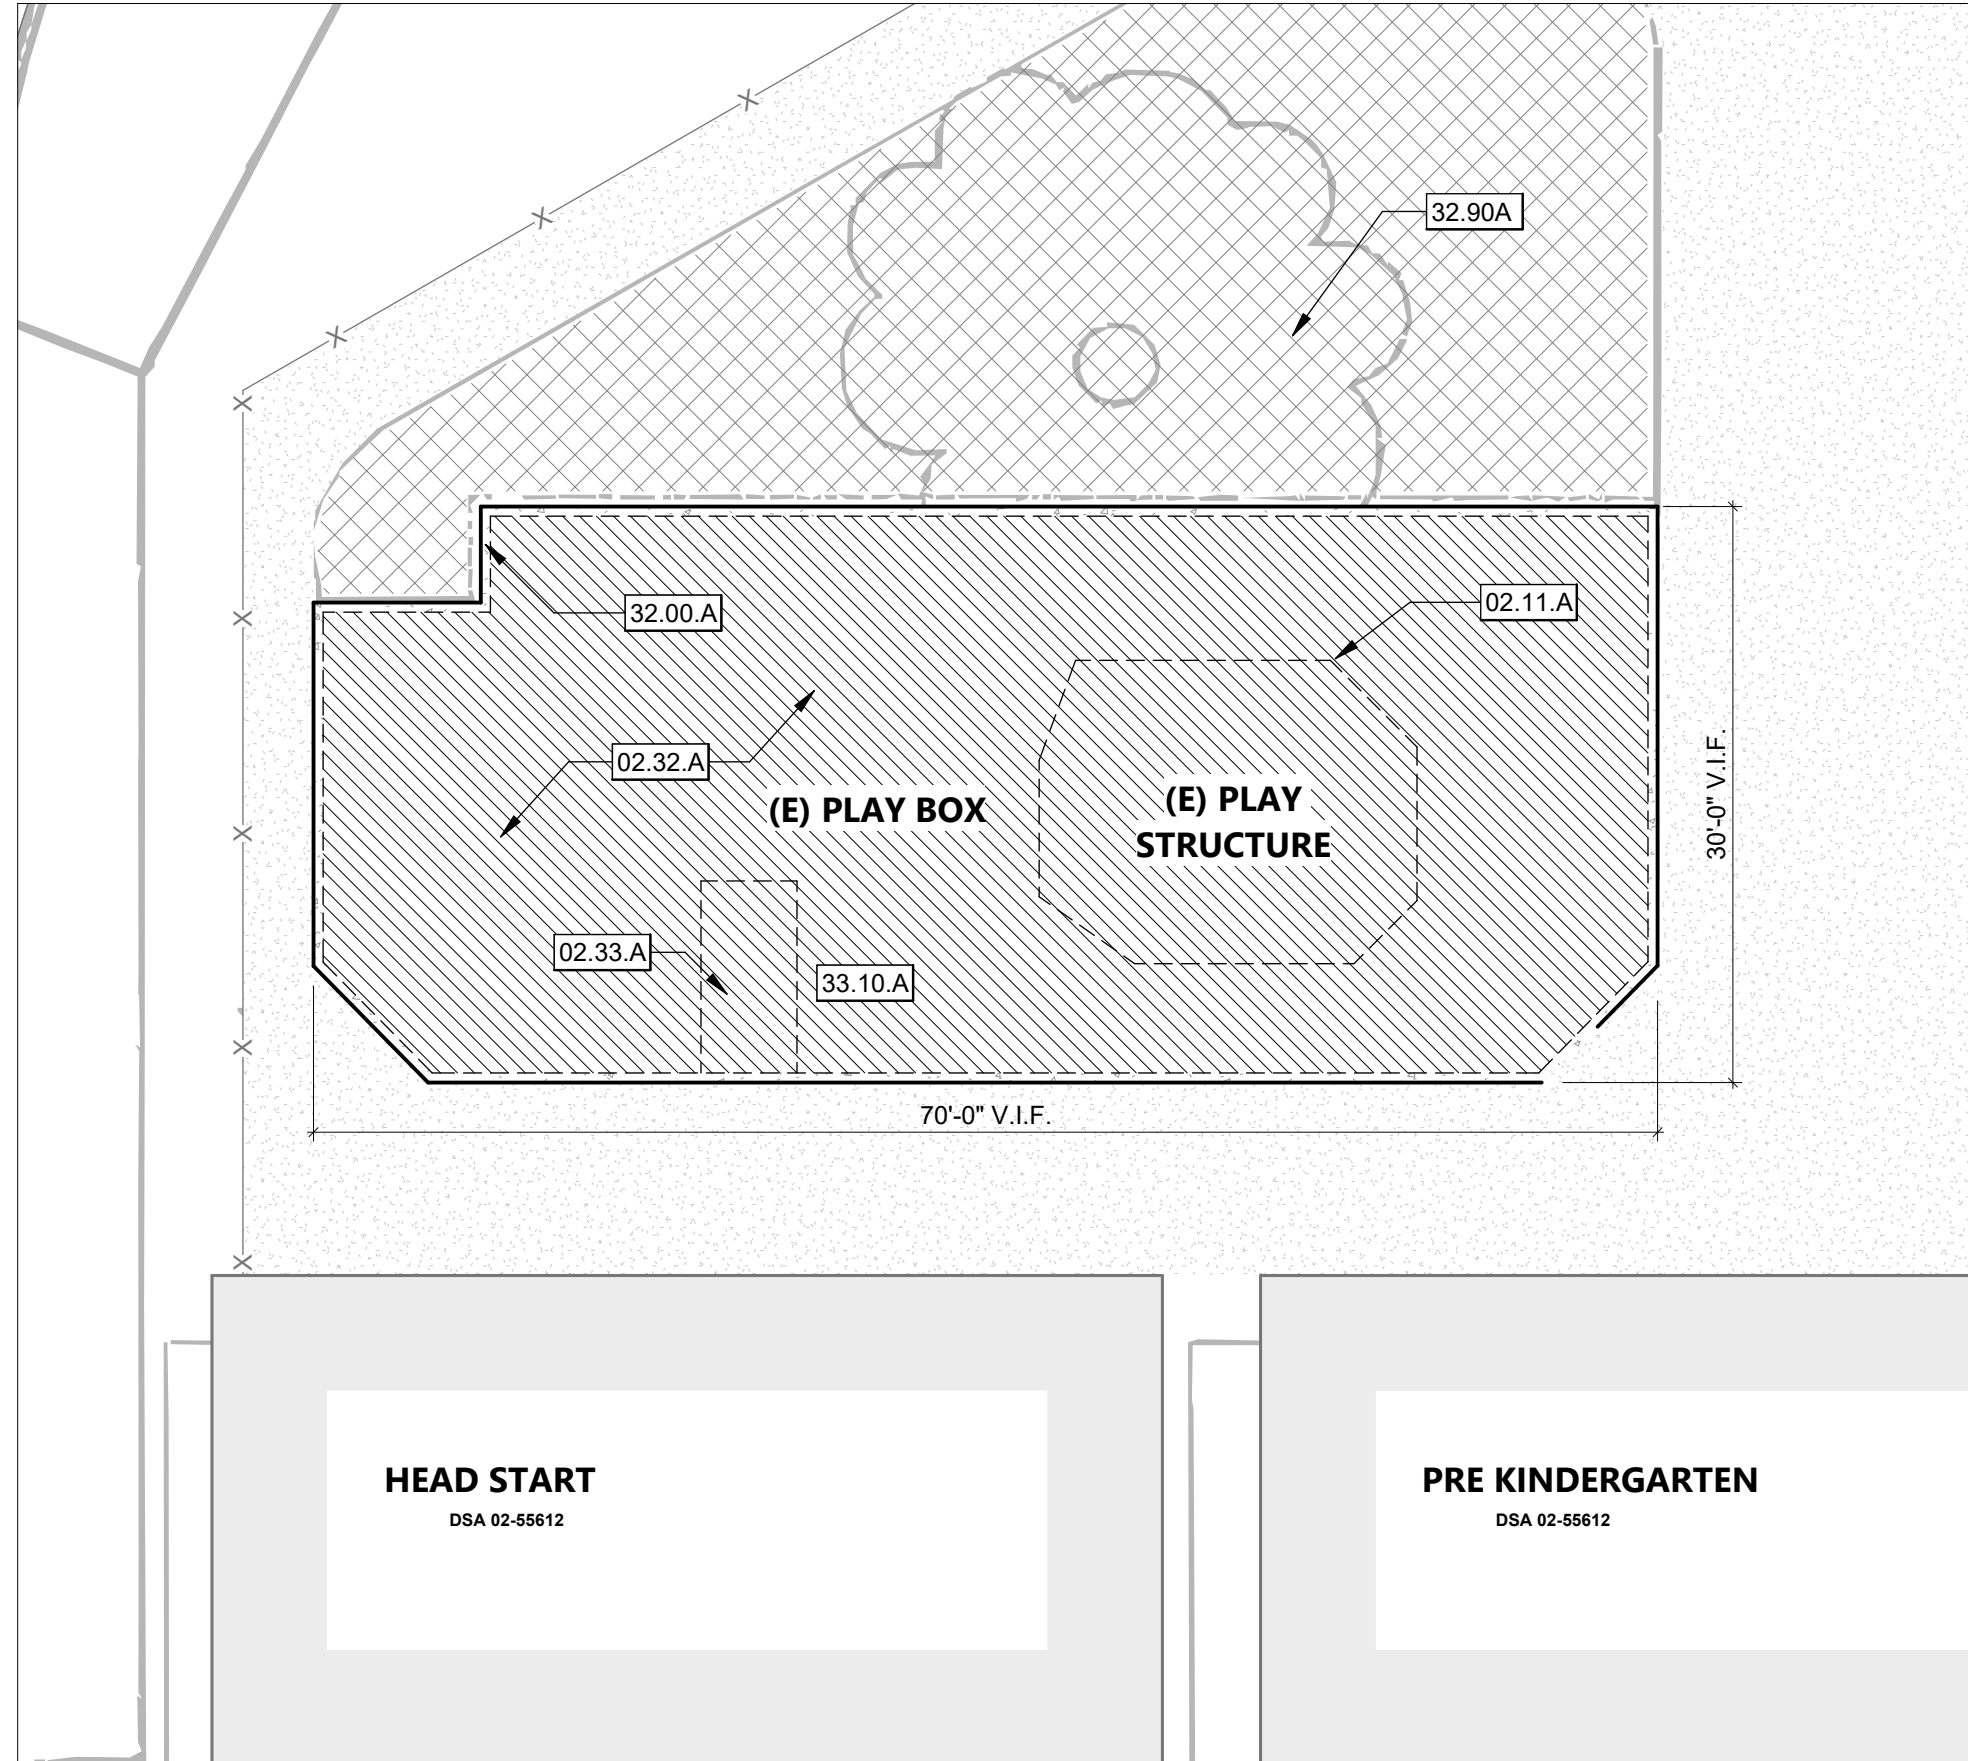 32.90A
32.00.A
02.11.A
02.32.A
(E) PLAY BOX
(E) PLAY
STRUCTURE
30'-0" V.I.F.
02.33.A
33.10.A
70'-0" V.I.F.
HEAD START
DSA 02-55612
PRE KINDERGARTEN
DSA 02-55612